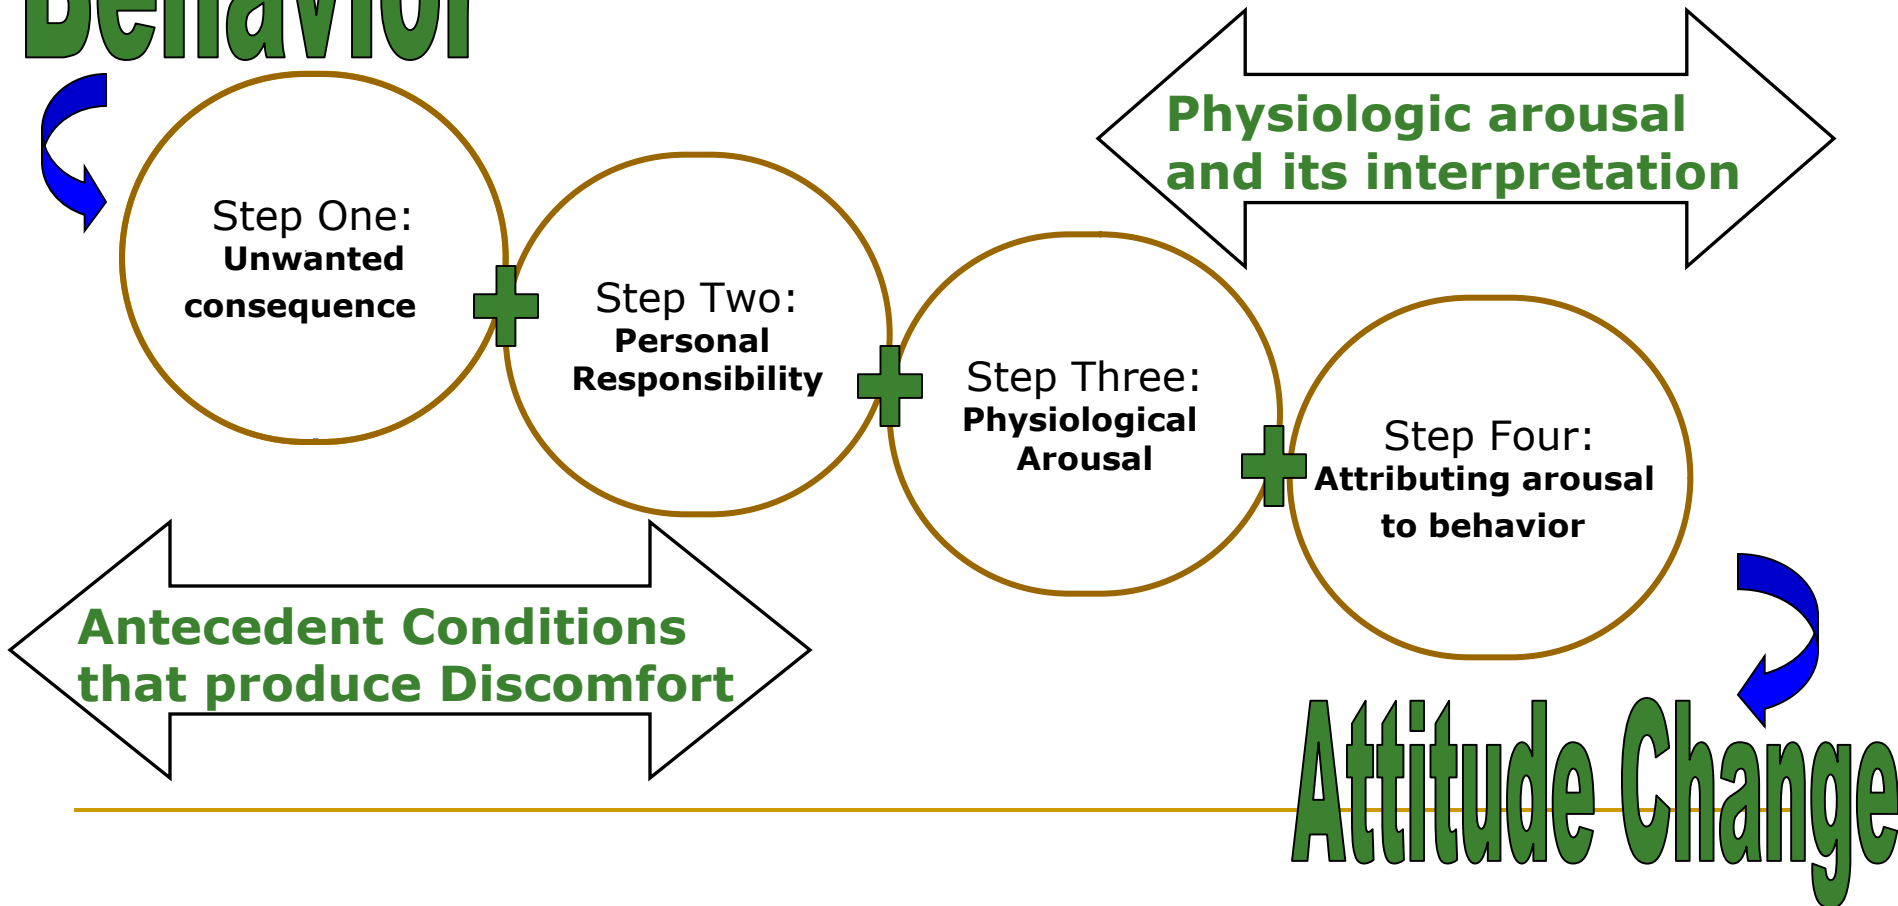 Behavior
Physiologic arousal
and its interpretation
Step One:
Unwanted
consequence
Step Two:
Personal
Responsibility
Step Three:
Physiological
Arousal
Step Four:
Attributing arousal
to behavior
Antecedent Conditions
that produce Discomfort
Attitude Change